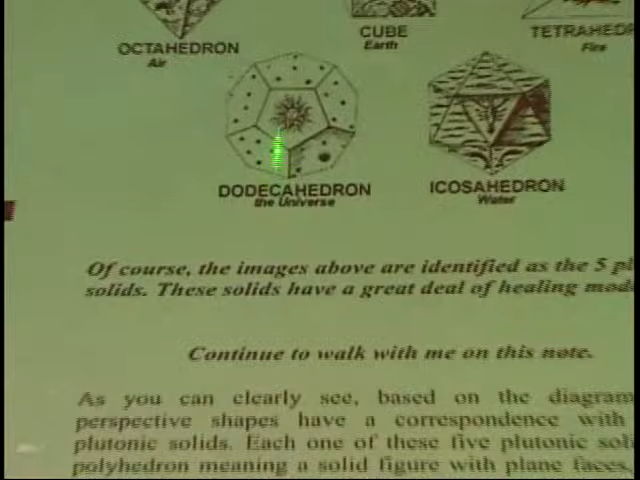 OCTAHEDRON CUBE TETRAHEDR
Air Earth Fire
DODECAHEDRON ICOSAHEDRON
the Universe Water
Of course, the images above are identified as the 5 pl
solids. These solids have a great deal of healing mod
Continue to walk with me on this note.
As you can clearly see, based on the diagram
perspective shapes have a correspondence with
plutonic solids. Each one of these five plutonic sol
polyhedron meaning a solid figure with plane faces,